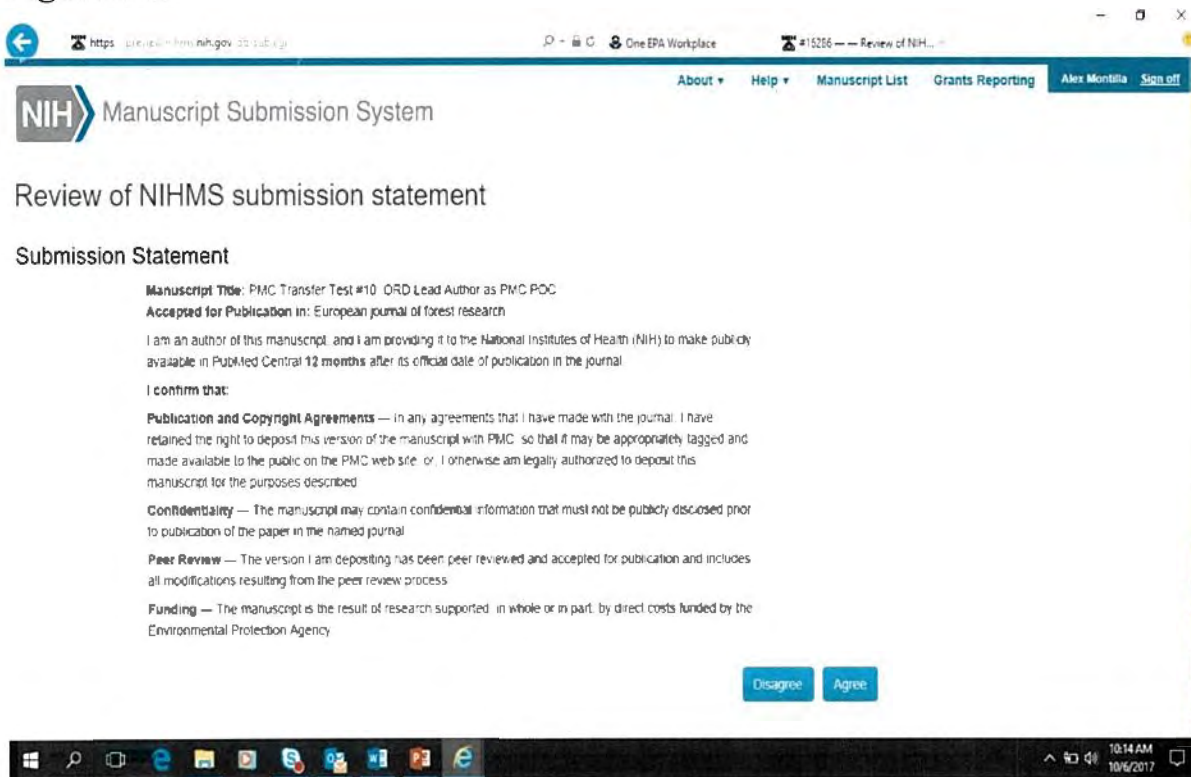 https nih.gov
One EPA Workplace
#15286 — — Review of NIH...
About Help Manuscript List Grants Reporting Alex Montilla Sign off
NIH Manuscript Submission System
Review of NIHMS submission statement
Submission Statement
Manuscript Title: PMC Transfer Test #10 ORD Lead Author as PMC POC
Accepted for Publication in: European journal of forest research
I am an author of this manuscript, and I am providing it to the National Institutes of Health (NIH) to make publicly
available in PubMed Central 12 months after its official date of publication in the journal
I confirm that:
Publication and Copyright Agreements — In any agreements that I have made with the journal, I have
retained the right to deposit this version of the manuscript with PMC, so that it may be appropriately tagged and
made available to the public on the PMC web site, or, I otherwise am legally authorized to deposit this
manuscript for the purposes described
Confidentiality — The manuscript may contain confidential information that must not be publicly disclosed prior
to publication of the paper in the named journal
Peer Review — The version I am depositing has been peer reviewed and accepted for publication and includes
all modifications resulting from the peer review process
Funding — The manuscript is the result of research supported, in whole or in part, by direct costs funded by the
Environmental Protection Agency
Disagree Agree
10:14 AM
10/6/2017